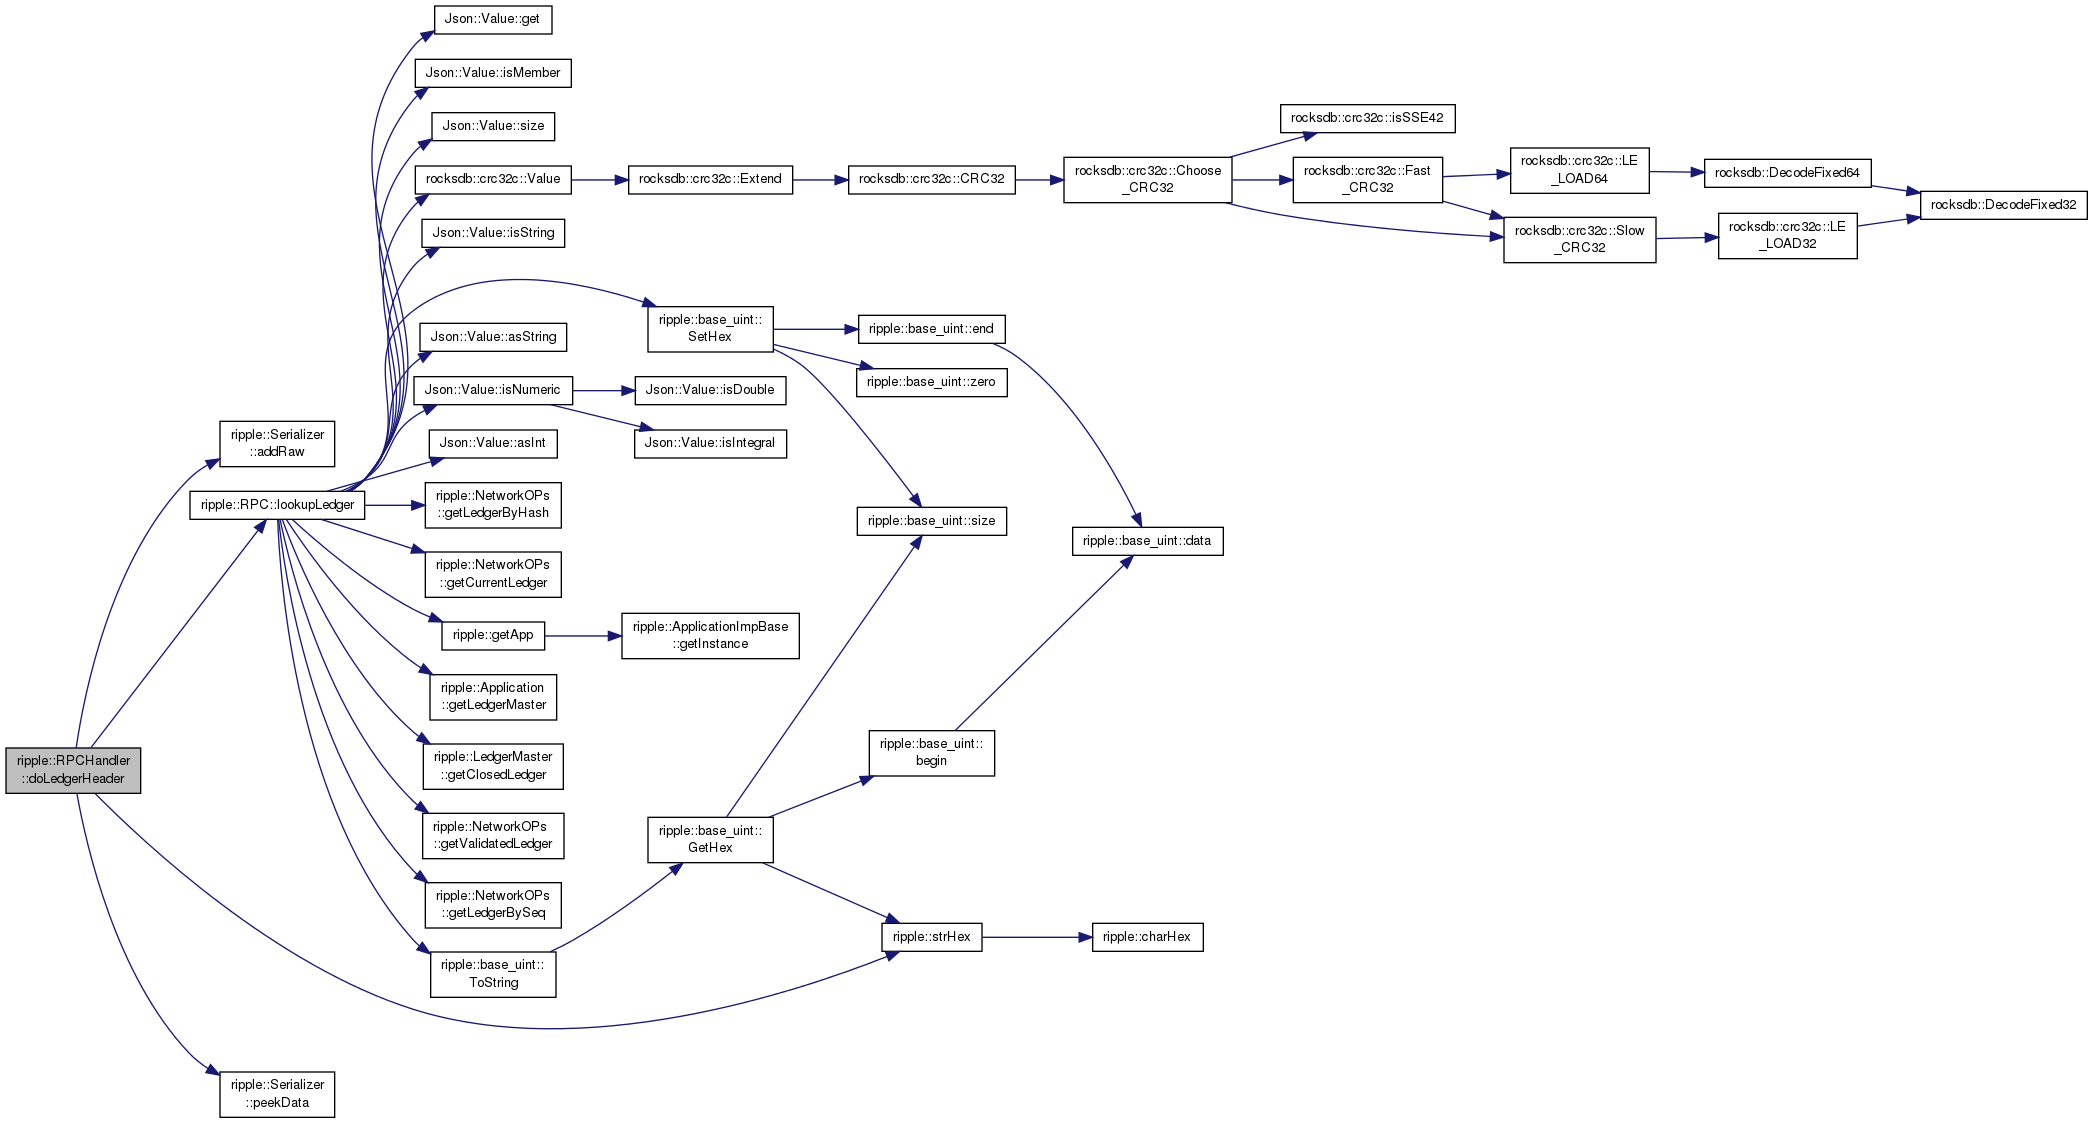 Json::Value::get
Json::Value::isMember
Json::Value::size
rocksdb::crc32c::Value
rocksdb::crc32c::Extend
rocksdb::crc32c::CRC32
rocksdb::crc32c::Choose
_CRC32
rocksdb::crc32c::isSSE42
rocksdb::crc32c::Fast
_CRC32
rocksdb::crc32c::LE
_LOAD64
rocksdb::DecodeFixed64
rocksdb::DecodeFixed32
rocksdb::crc32c::Slow
_CRC32
rocksdb::crc32c::LE
_LOAD32
Json::Value::isString
ripple::base_uint::
SetHex
ripple::base_uint::end
ripple::base_uint::zero
Json::Value::asString
Json::Value::isNumeric
Json::Value::isDouble
Json::Value::isIntegral
Json::Value::asInt
ripple::Serializer
::addRaw
ripple::RPC::lookupLedger
ripple::NetworkOPs
::getLedgerByHash
ripple::base_uint::size
ripple::base_uint::data
ripple::NetworkOPs
::getCurrentLedger
ripple::getApp
ripple::ApplicationImpBase
::getInstance
ripple::Application
::getLedgerMaster
ripple::LedgerMaster
::getClosedLedger
ripple::base_uint::
begin
ripple::RPCHandler
::doLedgerHeader
ripple::NetworkOPs
::getValidatedLedger
ripple::base_uint::
GetHex
ripple::NetworkOPs
::getLedgerBySeq
ripple::strHex
ripple::charHex
ripple::base_uint::
ToString
ripple::Serializer
::peekData